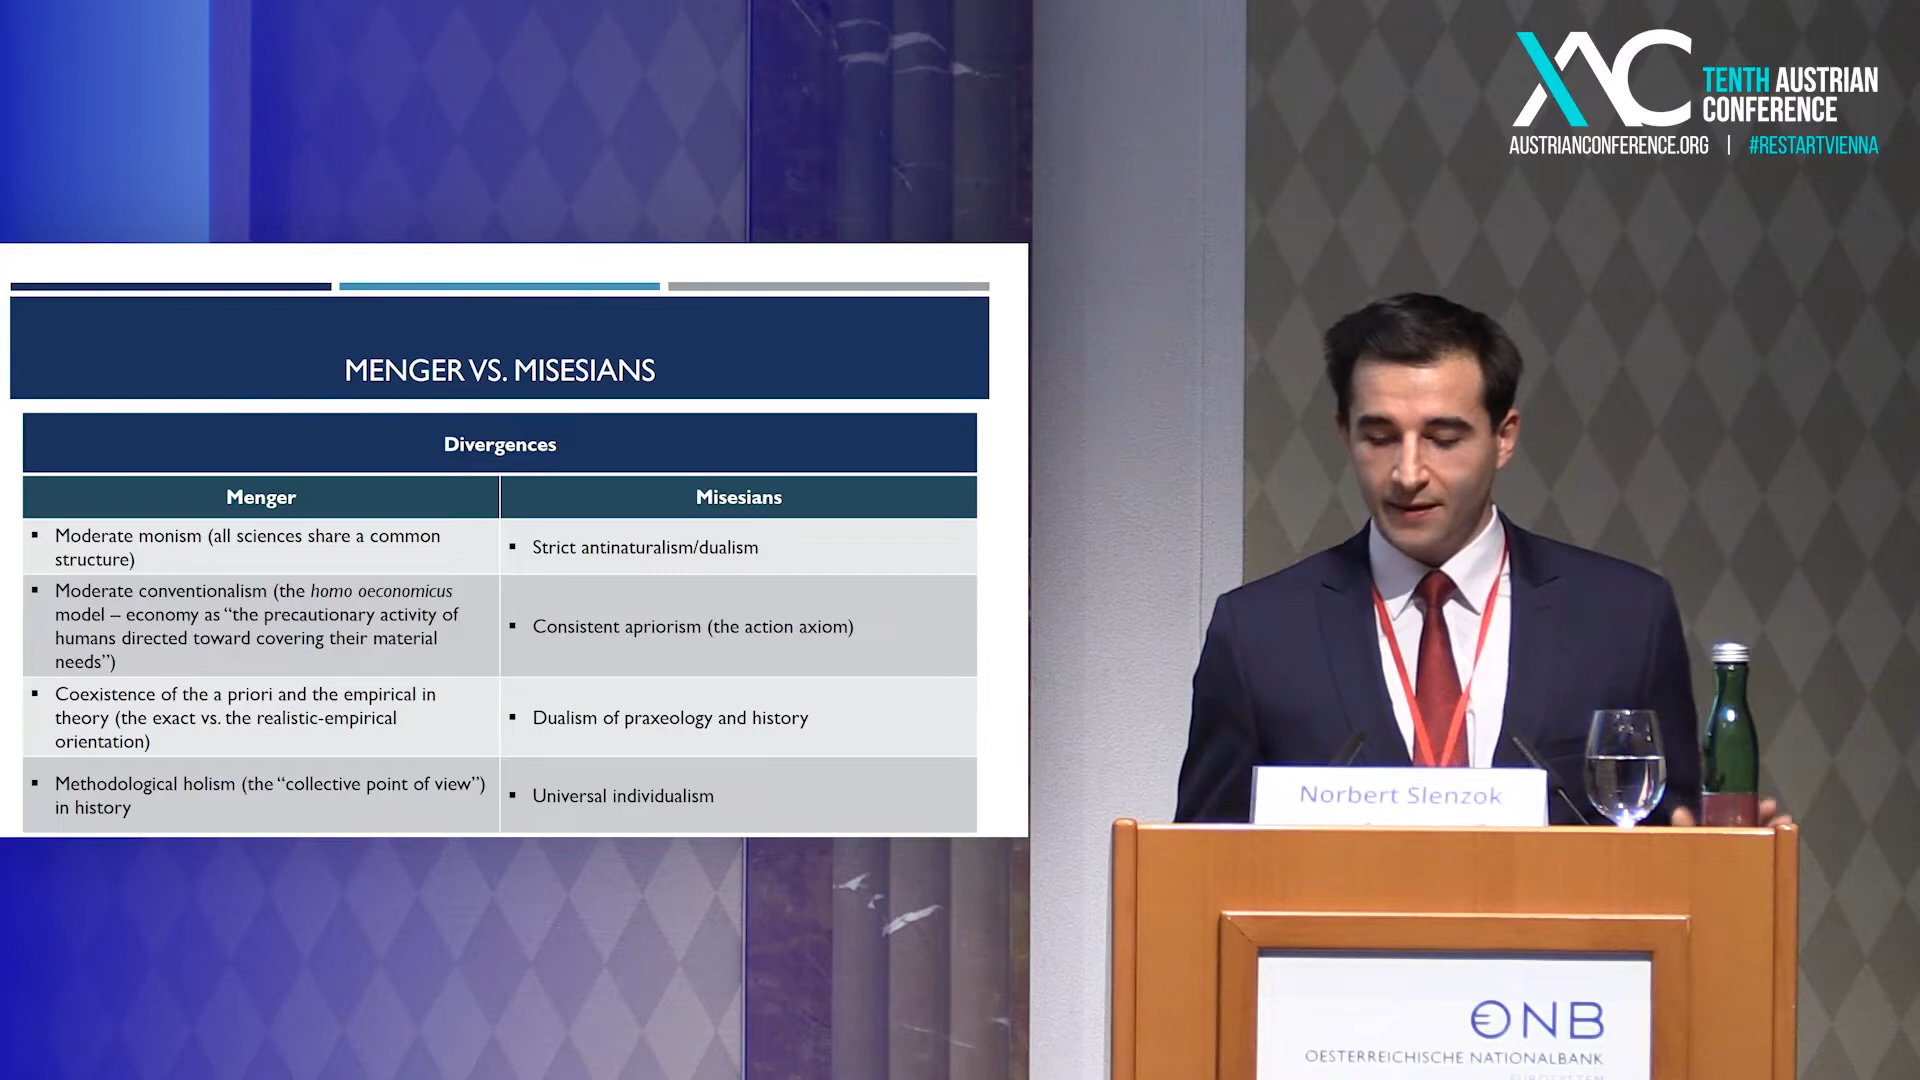 XAC
TENTH AUSTRIAN
CONFERENCE
AUSTRIANCONFERENCE.ORG | #RESTARTVIENNA
MENGER VS. MISESIANS
Divergences
Menger
Misesians
▪ Moderate monism (all sciences share a common
structure)
▪ Strict antinaturalism/dualism
▪ Moderate conventionalism (the homo oeconomicus
model – economy as “the precautionary activity of
humans directed toward covering their material
needs”)
▪ Consistent apriorism (the action axiom)
▪ Coexistence of the a priori and the empirical in
theory (the exact vs. the realistic-empirical
orientation)
▪ Dualism of praxeology and history
▪ Methodological holism (the “collective point of view”)
in history
▪ Universal individualism
Norbert Slenzok
ONB
OESTERREICHISCHE NATIONALBANK